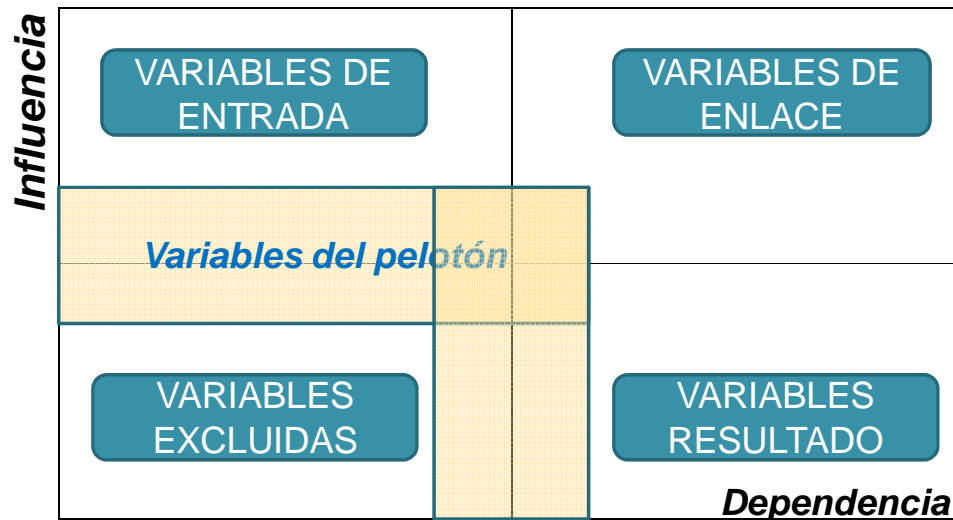 Influencia
VARIABLES DE
ENTRADA
VARIABLES DE
ENLACE
Variables del pelotón
VARIABLES
EXCLUIDAS
VARIABLES
RESULTADO
Dependencia